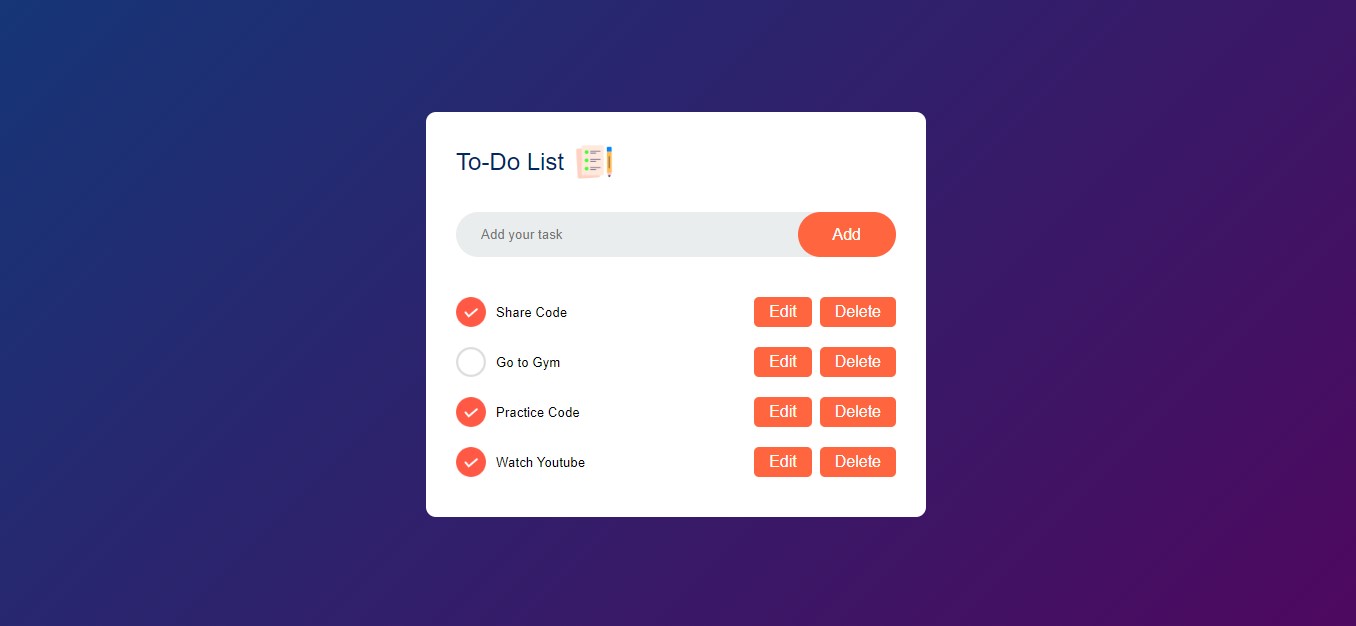 To-Do List
Add your task Add
Share Code Edit Delete
Go to Gym Edit Delete
Practice Code Edit Delete
Watch Youtube Edit Delete